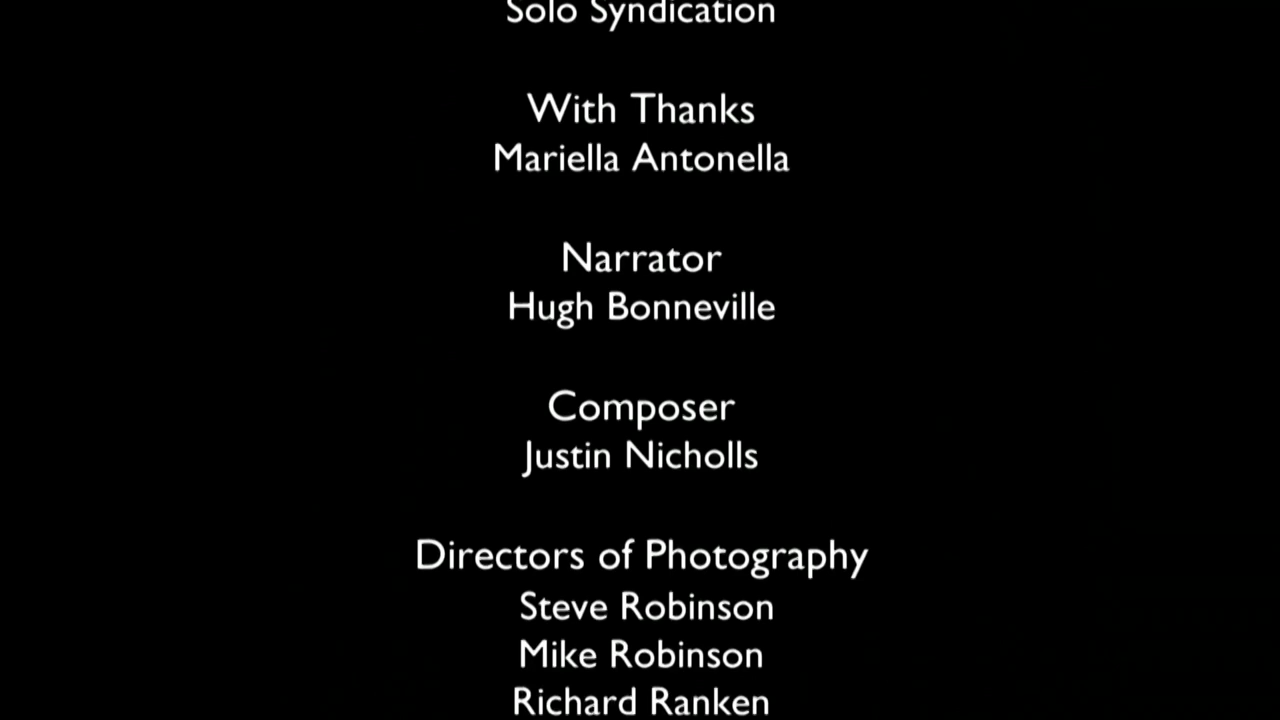 Solo Syndication
With Thanks
Mariella Antonella
Narrator
Hugh Bonneville
Composer
Justin Nicholls
Directors of Photography
Steve Robinson
Mike Robinson
Richard Ranken